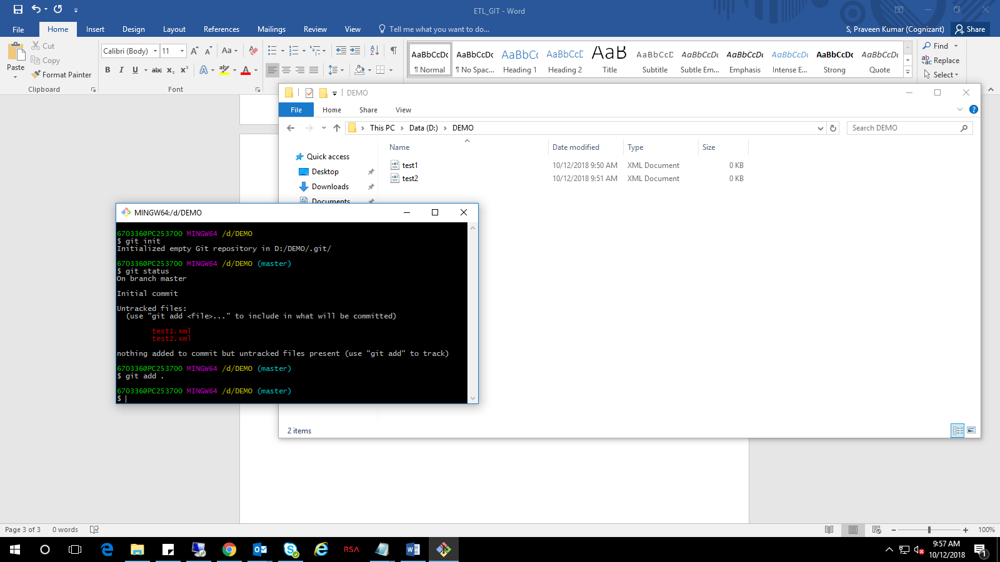 ETL_GIT - Word
File Home Insert Design Layout References Mailings Review View Tell me what you want to do... S, Praveen Kumar (Cognizant) Share
Paste
Cut
Copy
Format Painter
Clipboard
Calibri (Body) 11
Aa
B I U abc x₂ x² A A
Font
AaBbCcDc AaBbCcDc AaBbCc AaBbCcD AaB AaBbCcD AaBbCcDc AaBbCcDc AaBbCcDc AaBbCcDc AaBbCcDc
¶ Normal ¶ No Spac... Heading 1 Heading 2 Title Subtitle Subtle Em... Emphasis Intense E... Strong Quote
Find
Replace
Select
DEMO
File Home Share View
This PC Data (D:) DEMO
Search DEMO
Quick access
Desktop
Downloads
Documents
Name Date modified Type Size
test1 10/12/2018 9:50 AM XML Document 0 KB
test2 10/12/2018 9:51 AM XML Document 0 KB
2 items
MINGW64:/d/DEMO
670336@PC253700 MINGW64 /d/DEMO
$ git init
Initialized empty Git repository in D:/DEMO/.git/
670336@PC253700 MINGW64 /d/DEMO (master)
$ git status
On branch master
Initial commit
Untracked files:
(use "git add <file>..." to include in what will be committed)
test1.xml
test2.xml
nothing added to commit but untracked files present (use "git add" to track)
670336@PC253700 MINGW64 /d/DEMO (master)
$ git add .
670336@PC253700 MINGW64 /d/DEMO (master)
$
Page 3 of 3 0 words
100%
RSA
9:57 AM
10/12/2018
1